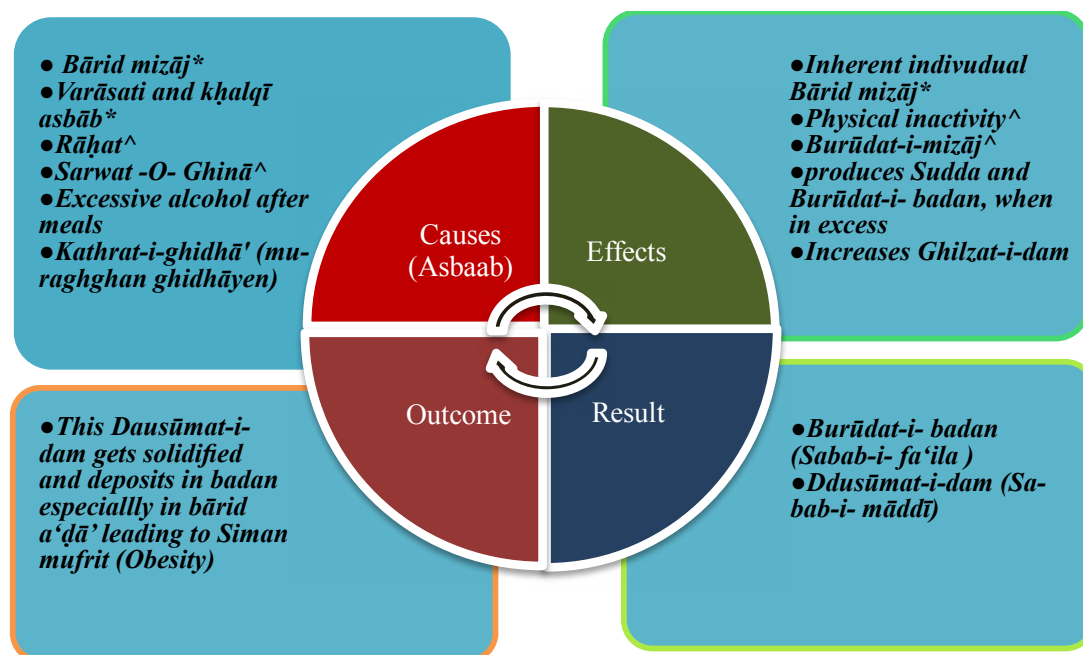 ● Bārid mizāj*
●Varāsati and kḥalqī
asbāb*
●Rāḥat^
●Sarwat -O- Ghinā^
●Excessive alcohol after
meals
●Kathrat-i-ghidhā' (mu-
raghghan ghidhāyen)
●Inherent indivudual
Bārid mizāj*
●Physical inactivity^
●Burūdat-i-mizāj^
●produces Sudda and
Burūdat-i- badan, when
in excess
●Increases Ghilzat-i-dam
Causes
(Asbaab)
Effects
Outcome
Result
●This Dausūmat-i-
dam gets solidified
and deposits in badan
especiallly in bārid
a‘ḍā’ leading to Siman
mufrit (Obesity)
●Burūdat-i- badan
(Sabab-i- fa‘ila )
●Ddusūmat-i-dam (Sa-
bab-i- māddī)